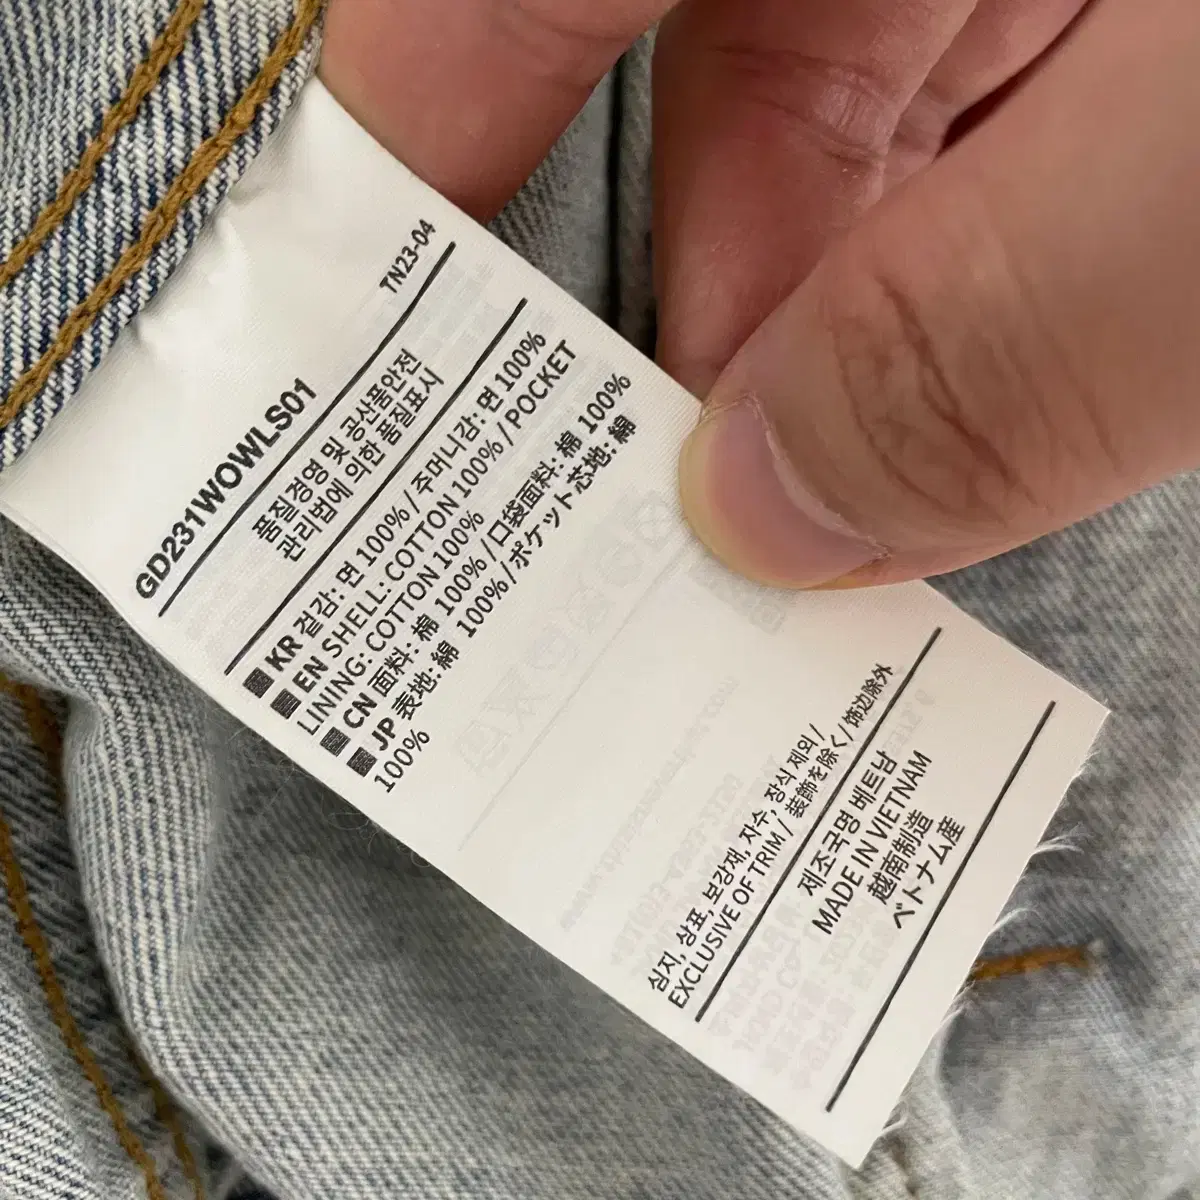 TN23-04
GD231WOWLS01
품질경영 및 공산품안전
관리법에 의한 품질표시
KR 겉감: 면 100% / 주머니감: 면 100%
EN SHELL: COTTON 100% / POCKET
LINING: COTTON 100%
CN 面料: 棉 100% / 口袋面料: 棉 100%
JP 表地: 綿 100% / ポケット芯地: 綿
100%
심지, 상표, 보강재, 자수, 장식 제외 /
EXCLUSIVE OF TRIM / 装飾を除く / 饰边除外
제조국명 베트남
MADE IN VIETNAM
越南制造
ベトナム産